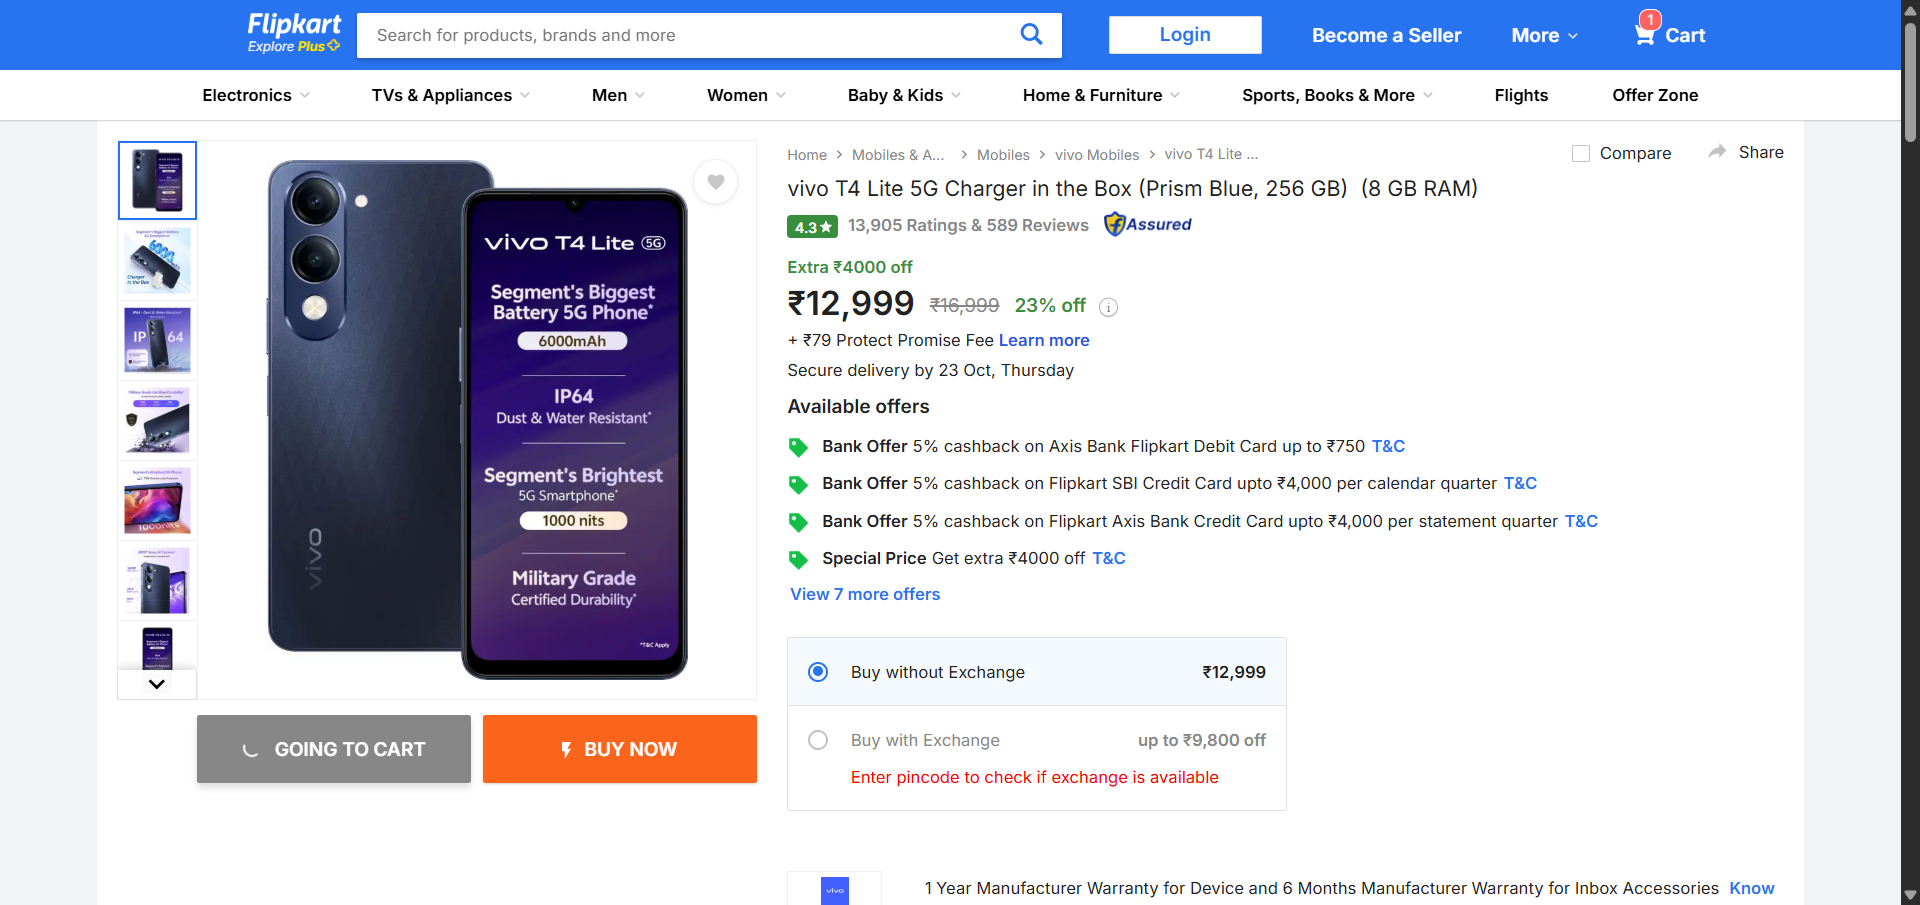 Flipkart
Explore Plus
Search for products, brands and more
Login
Become a Seller
More
1
Cart
Electronics
TVs & Appliances
Men
Women
Baby & Kids
Home & Furniture
Sports, Books & More
Flights
Offer Zone
vivo T4 Lite 5G
Segment's Biggest
Battery 5G Phone*
6000mAh
IP64
Dust & Water Resistant*
Segment's Brightest
5G Smartphone*
1000 nits
Military Grade
Certified Durability*
*T&C Apply
vivo
IP 64
1000nits
GOING TO CART
BUY NOW
Home
Mobiles & A...
Mobiles
vivo Mobiles
vivo T4 Lite ...
Compare
Share
vivo T4 Lite 5G Charger in the Box (Prism Blue, 256 GB) (8 GB RAM)
4.3
13,905 Ratings & 589 Reviews
Assured
Extra ₹4000 off
₹12,999 ₹16,999 23% off
+ ₹79 Protect Promise Fee Learn more
Secure delivery by 23 Oct, Thursday
Available offers
Bank Offer 5% cashback on Axis Bank Flipkart Debit Card up to ₹750 T&C
Bank Offer 5% cashback on Flipkart SBI Credit Card upto ₹4,000 per calendar quarter T&C
Bank Offer 5% cashback on Flipkart Axis Bank Credit Card upto ₹4,000 per statement quarter T&C
Special Price Get extra ₹4000 off T&C
View 7 more offers
Buy without Exchange ₹12,999
Buy with Exchange up to ₹9,800 off
Enter pincode to check if exchange is available
vivo
1 Year Manufacturer Warranty for Device and 6 Months Manufacturer Warranty for Inbox Accessories Know